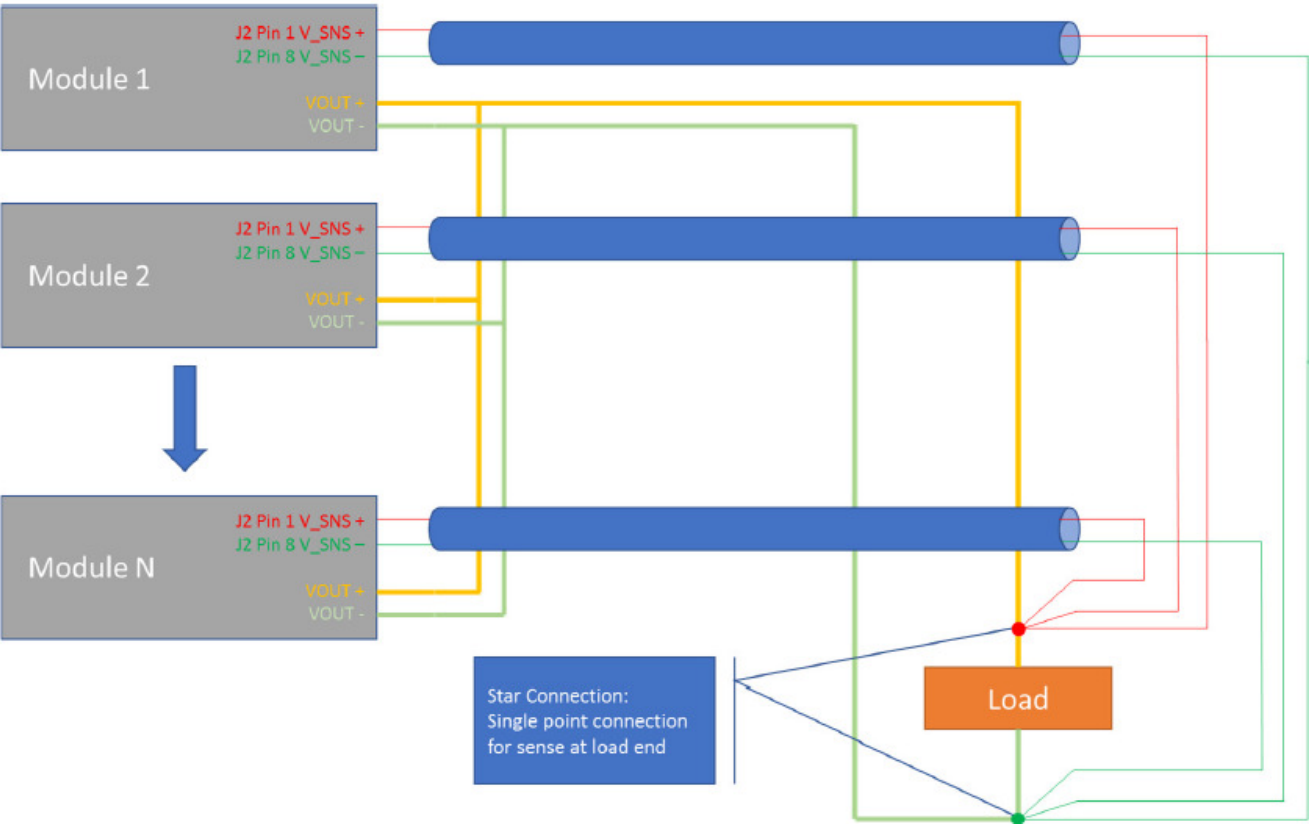 J2 Pin 1 V_SNS +
J2 Pin 8 V_SNS –
Module 1
VOUT +
VOUT -
J2 Pin 1 V_SNS +
J2 Pin 8 V_SNS –
Module 2
VOUT +
VOUT -
J2 Pin 1 V_SNS +
J2 Pin 8 V_SNS –
Module N
VOUT +
VOUT -
Star Connection:
Single point connection
for sense at load end
Load